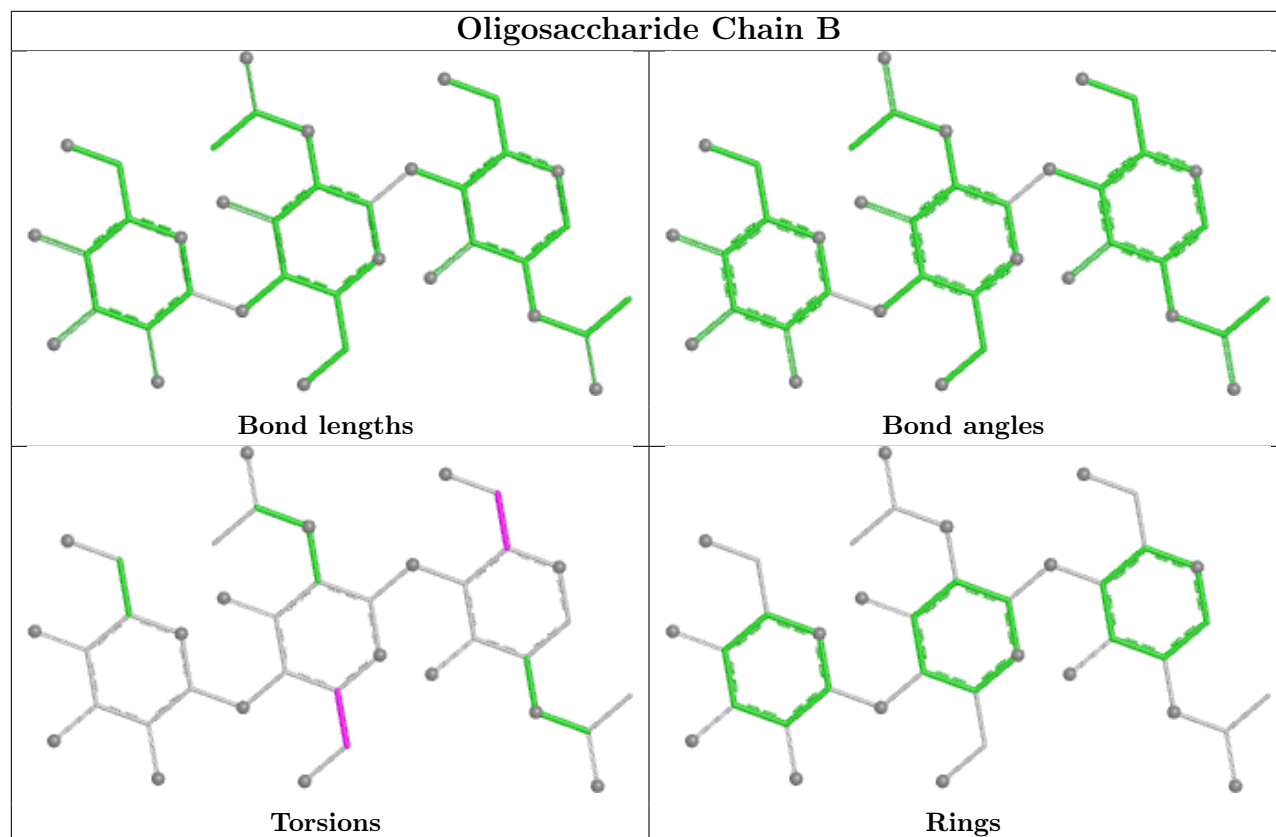 Oligosaccharide Chain B
Bond lengths
Bond angles
Torsions
Rings